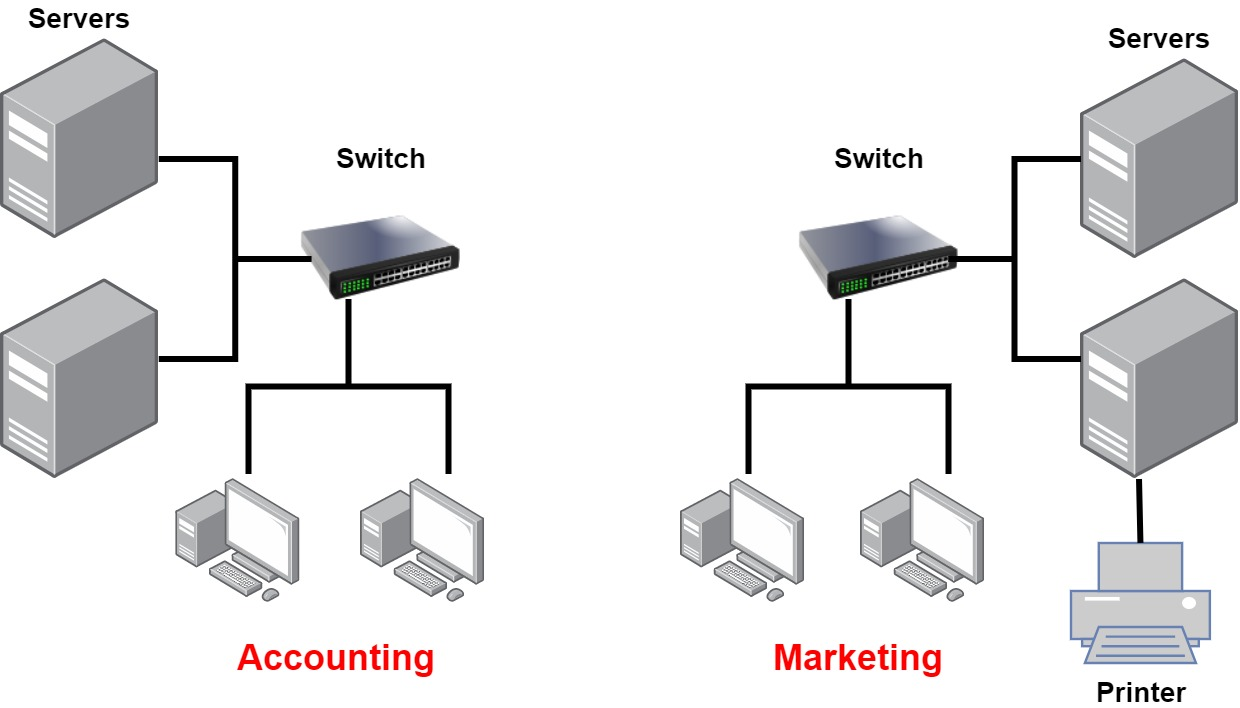 Servers
Servers
Switch
Switch
Accounting
Marketing
Printer